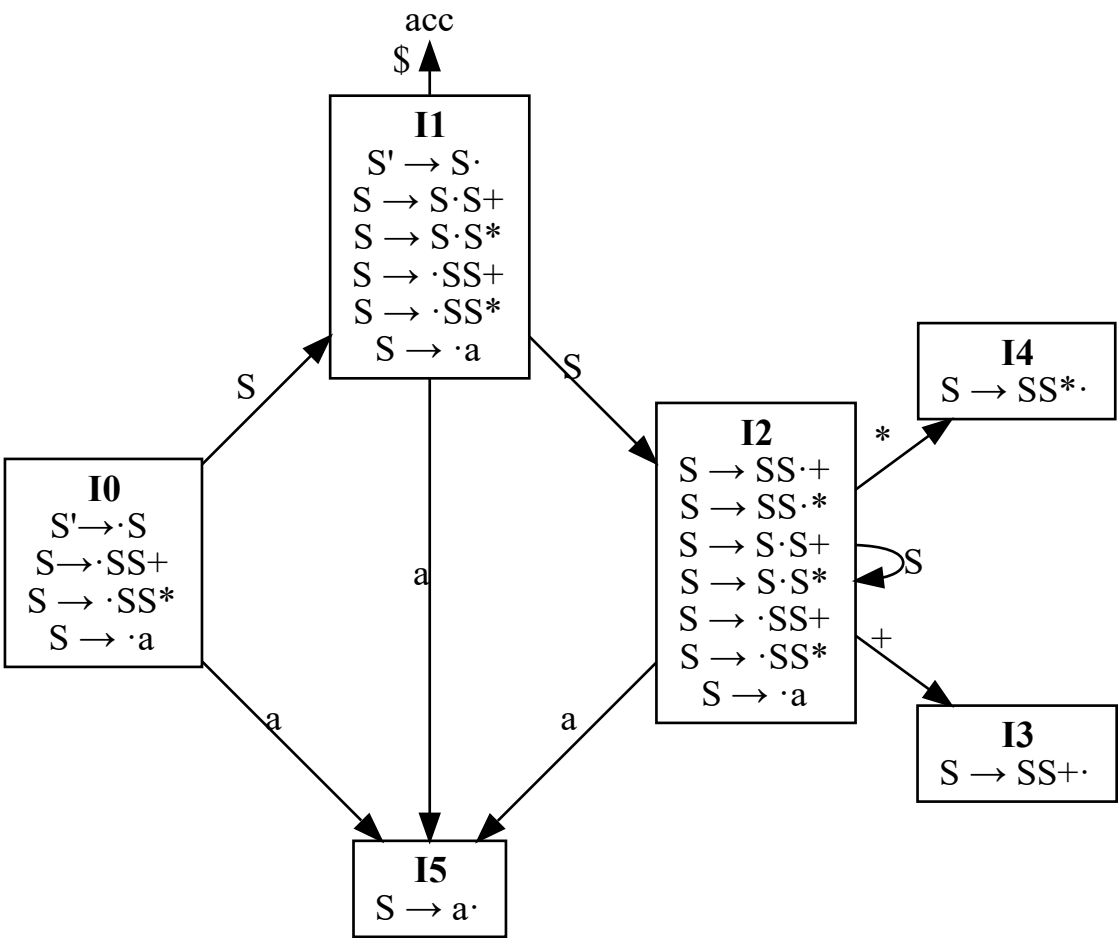 acc
$
I1
S' → S·
S → S·S+
S → S·S*
S → ·SS+
S → ·SS*
S → ·a
S
S
I0
S'→·S
S→·SS+
S → ·SS*
S → ·a
a
a
I2
S → SS·+
S → SS·*
S → S·S+
S → S·S*
S → ·SS+
S → ·SS*
S → ·a
a
*
S
+
I4
S → SS*·
I3
S → SS+·
I5
S → a·